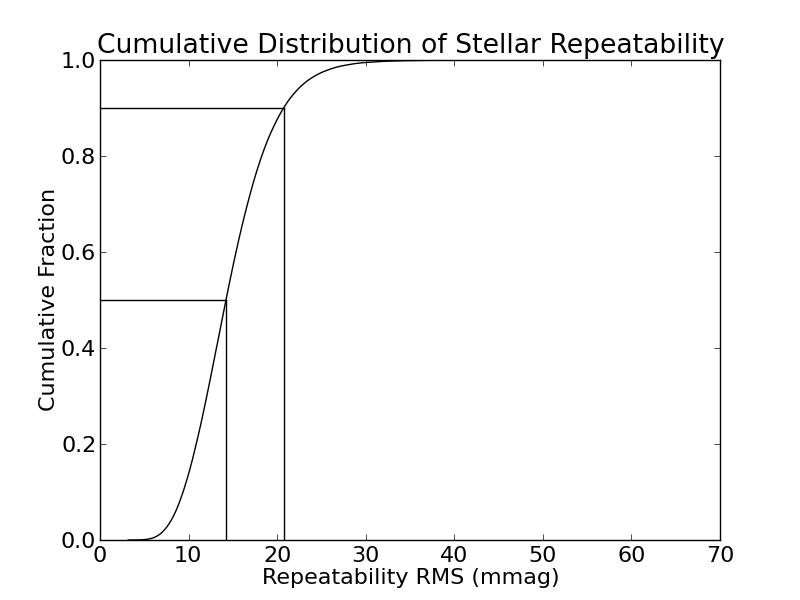 Cumulative Distribution of Stellar Repeatability
1.0
0.8
0.6
0.4
0.2
0.0
Cumulative Fraction
0 10 20 30 40 50 60 70
Repeatability RMS (mmag)